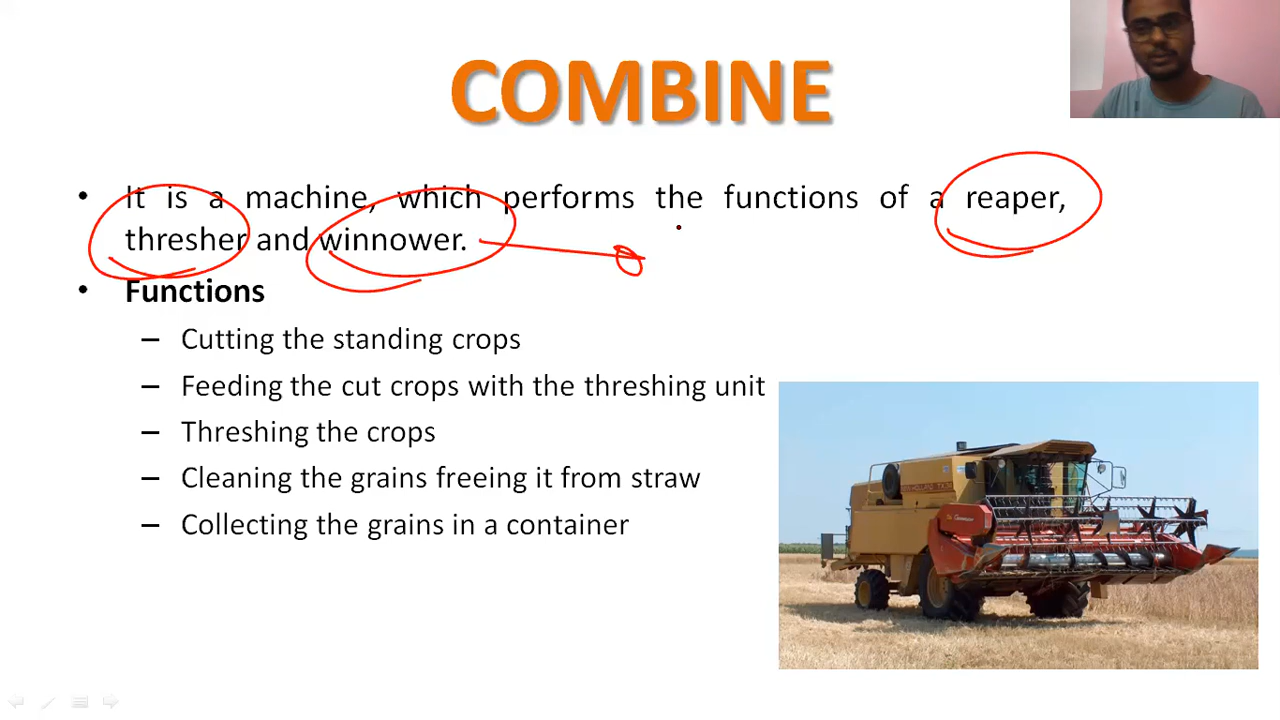 COMBINE
• It is a machine, which performs the functions of a reaper,
thresher and winnower.
• Functions
– Cutting the standing crops
– Feeding the cut crops with the threshing unit
– Threshing the crops
– Cleaning the grains freeing it from straw
– Collecting the grains in a container